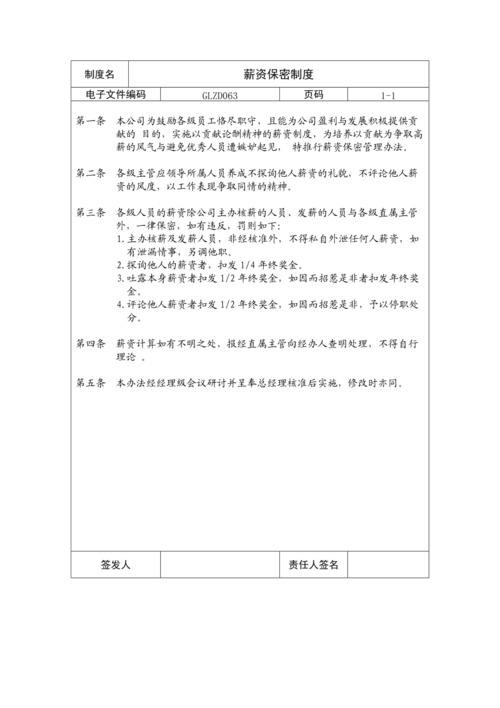 制度名 薪资保密制度
电子文件编码 GLZD063 页码 1-1
第一条 本公司为鼓励各级员工恪尽职守，且能为公司盈利与发展积极提供贡
献的 目的，实施以贡献论酬精神的薪资制度，为培养以贡献为争取高
薪的风气与避免优秀人员遭嫉妒起见， 特推行薪资保密管理办法。
第二条 各级主管应领导所属人员养成不探询他人薪资的礼貌，不评论他人薪
资的风度，以工作表现争取同情的精神。
第三条 各级人员的薪资除公司主办核薪的人员、发薪的人员与各级直属主管
外，一律保密，如有违反，罚则如下：
1.主办核薪及发薪人员，非经核准外，不得私自外泄任何人薪资，如
有泄漏情事，另调他职。
2.探询他人的薪资者，扣发1/4年终奖金。
3.吐露本身薪资者扣发1/2年终奖金，如因而招惹是非者扣发年终奖
金。
4.评论他人薪资者扣发1/2年终奖金，如因而招惹是非，予以停职处
分。
第四条 薪资计算如有不明之处，报经直属主管向经办人查明处理，不得自行
理论 。
第五条 本办法经经理级会议研讨并呈奉总经理核准后实施，修改时亦同。
签发人 责任人签名